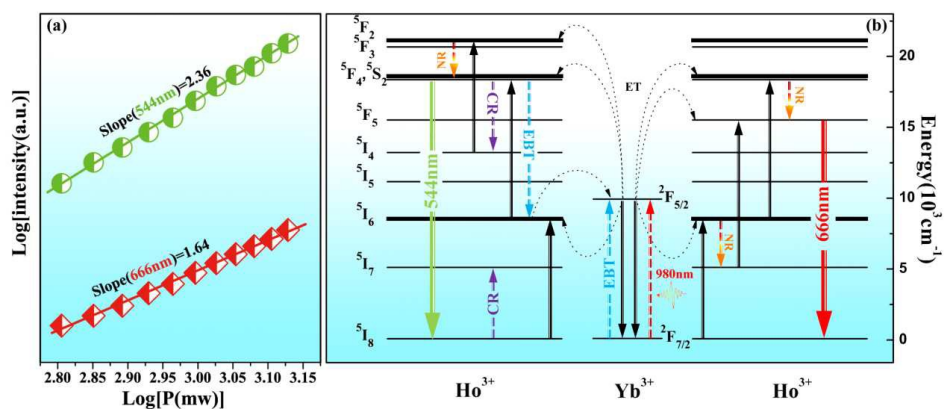 (a)
Slope(544nm)=2.36
Slope(666nm)=1.64
Log[intensity(a.u.)]
2.80 2.85 2.90 2.95 3.00 3.05 3.10 3.15
Log[P(mw)]
(b)
⁵F₂
⁵F₃
⁵F₄,⁵S₂
⁵F₅
⁵I₄
⁵I₅
⁵I₆
⁵I₇
⁵I₈
NR
CR
EBT
544nm
CR
ET
²F₅/₂
EBT
980nm
²F₇/₂
NR
NR
666nm
20
15
10
5
0
Energy(10³ cm⁻¹)
Ho³⁺ Yb³⁺ Ho³⁺